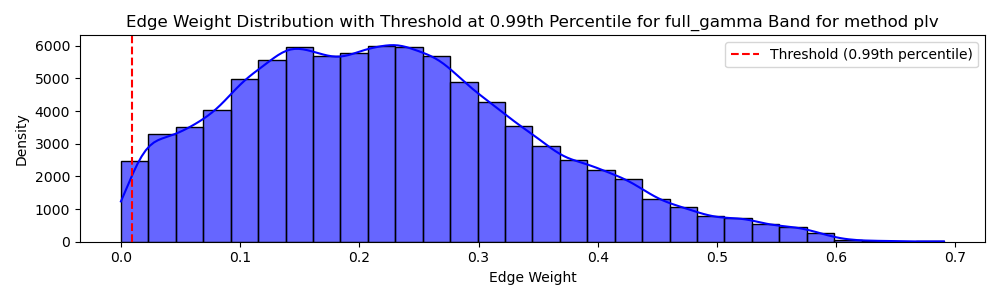 Edge Weight Distribution with Threshold at 0.99th Percentile for full_gamma Band for method plv
Threshold (0.99th percentile)
Density
6000
5000
4000
3000
2000
1000
0
0.0 0.1 0.2 0.3 0.4 0.5 0.6 0.7
Edge Weight